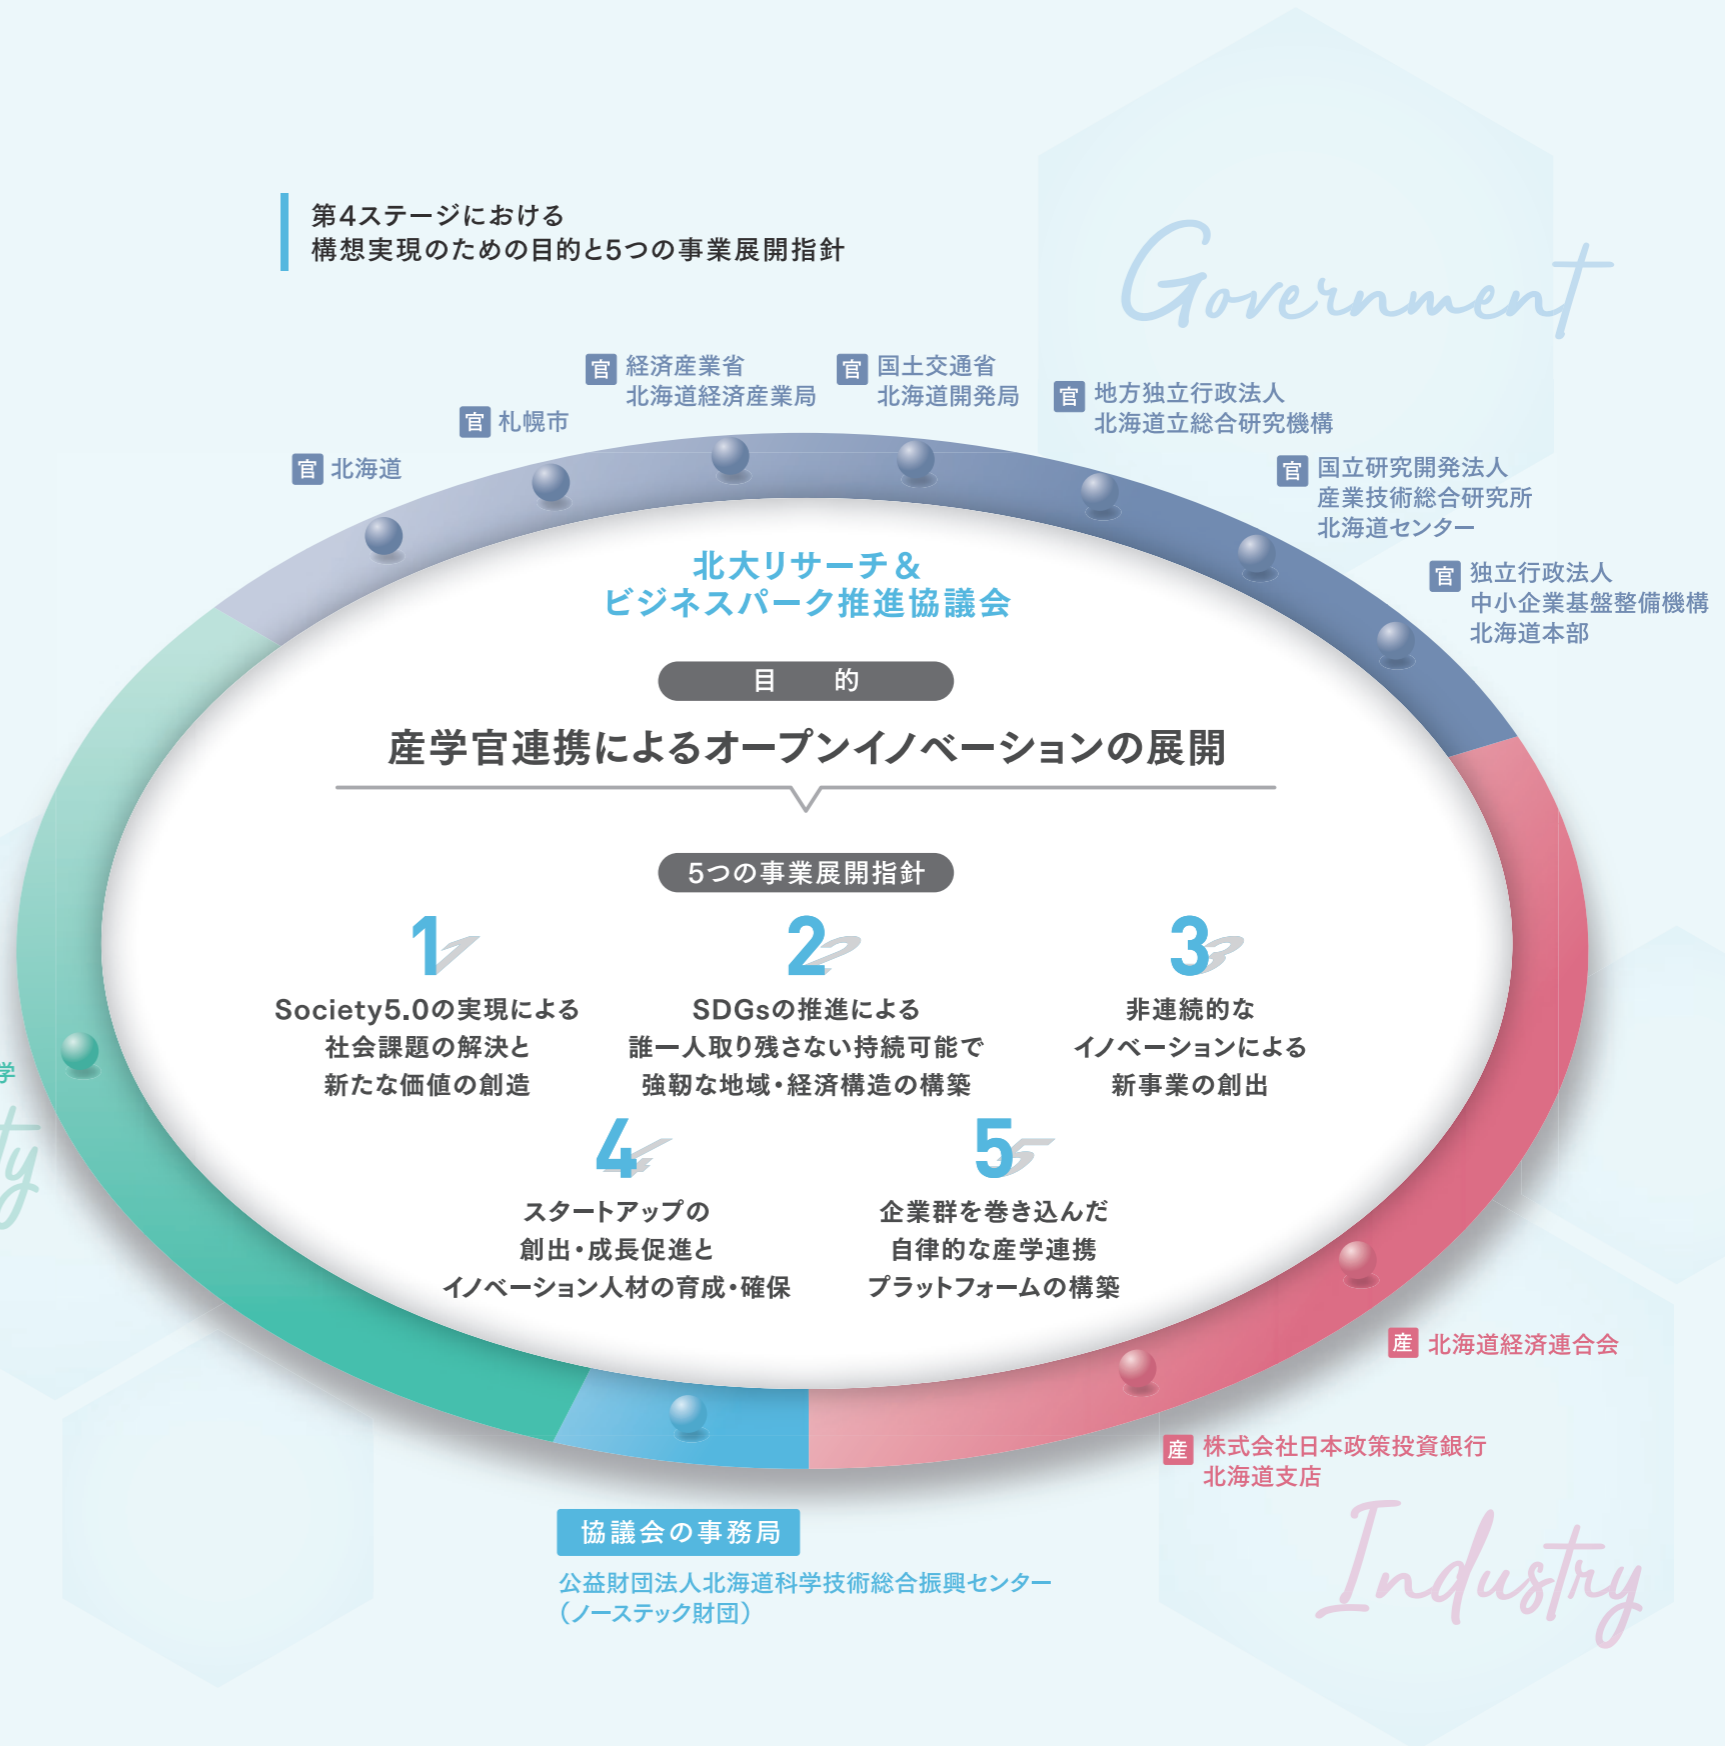 第4ステージにおける
構想実現のための目的と5つの事業展開指針
Government
官 経済産業省
北海道経済産業局
官 国土交通省
北海道開発局
官 地方独立行政法人
北海道立総合研究機構
官 札幌市
官 北海道
官 国立研究開発法人
産業技術総合研究所
北海道センター
官 独立行政法人
中小企業基盤整備機構
北海道本部
北大リサーチ&
ビジネスパーク推進協議会
目 的
産学官連携によるオープンイノベーションの展開
5つの事業展開指針
1
Society5.0の実現による
社会課題の解決と
新たな価値の創造
2
SDGsの推進による
誰一人取り残さない持続可能で
強靭な地域・経済構造の構築
3
非連続的な
イノベーションによる
新事業の創出
学
ty
4
スタートアップの
創出・成長促進と
イノベーション人材の育成・確保
5
企業群を巻き込んだ
自律的な産学連携
プラットフォームの構築
産 北海道経済連合会
産 株式会社日本政策投資銀行
北海道支店
Industry
協議会の事務局
公益財団法人北海道科学技術総合振興センター
（ノーステック財団）